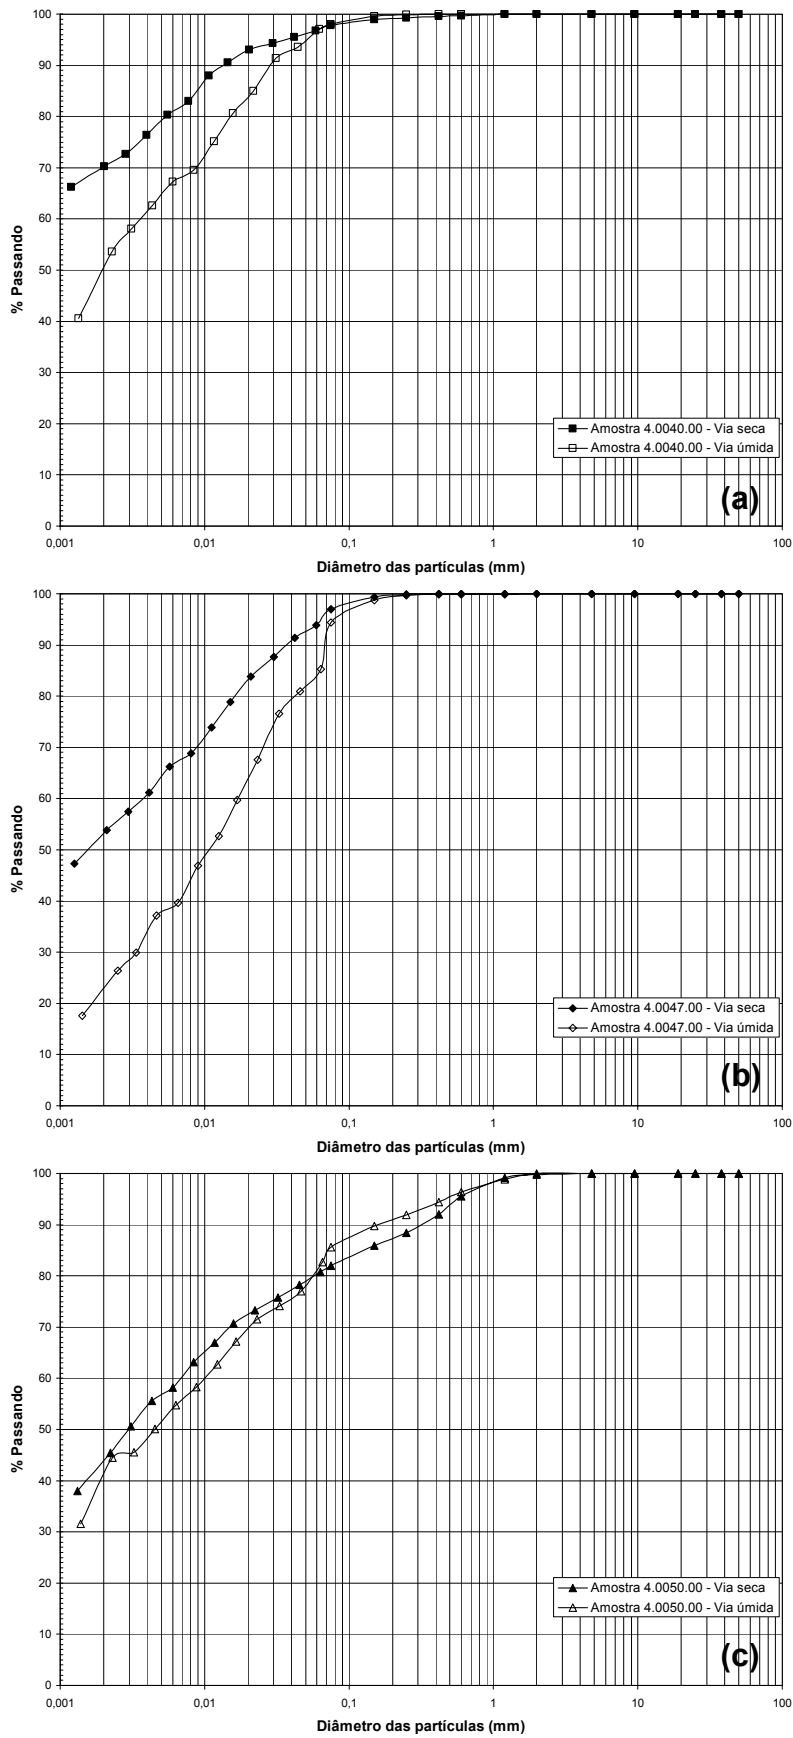 100
90
80
70
60
50
40
30
20
10
0
% Passando
Amostra 4.0040.00 - Via seca
Amostra 4.0040.00 - Via úmida
(a)
0,001 0,01 0,1 1 10 100
Diâmetro das partículas (mm)
100
90
80
70
60
50
40
30
20
10
0
% Passando
Amostra 4.0047.00 - Via seca
Amostra 4.0047.00 - Via úmida
(b)
0,001 0,01 0,1 1 10 100
Diâmetro das partículas (mm)
100
90
80
70
60
50
40
30
20
10
0
% Passando
Amostra 4.0050.00 - Via seca
Amostra 4.0050.00 - Via úmida
(c)
0,001 0,01 0,1 1 10 100
Diâmetro das partículas (mm)